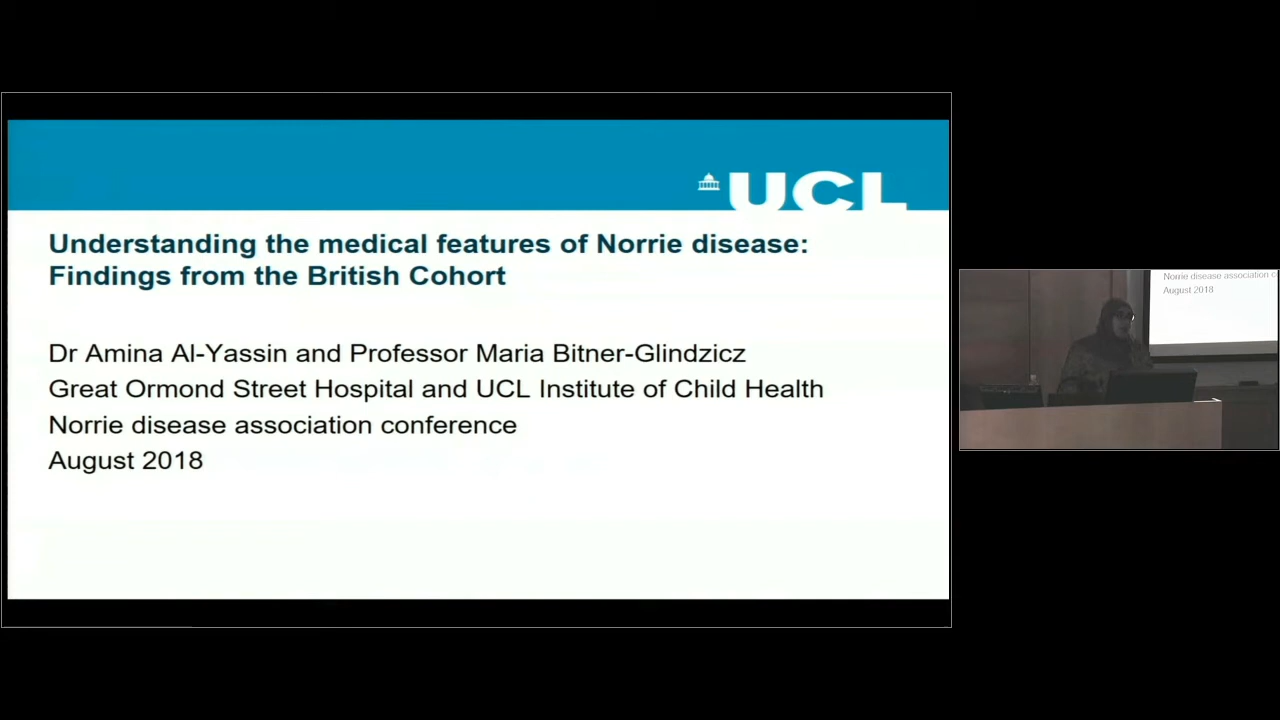 UCL
Understanding the medical features of Norrie disease:
Findings from the British Cohort
Dr Amina Al-Yassin and Professor Maria Bitner-Glindzicz
Great Ormond Street Hospital and UCL Institute of Child Health
Norrie disease association conference
August 2018
Norrie disease association c
August 2018